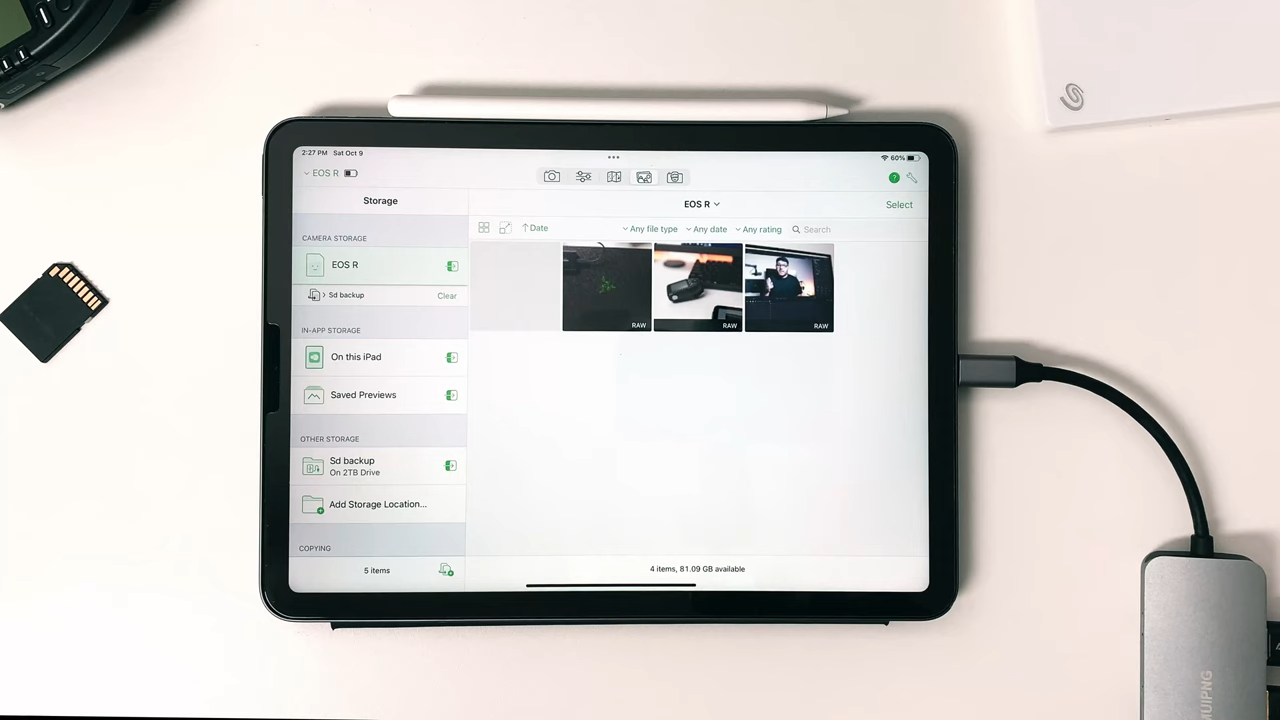 2:27 PM Sat Oct 9
60%
EOS R
?
Storage
EOS R
Select
CAMERA STORAGE
Date
Any file type
Any date
Any rating
Search
EOS R
Sd backup
Clear
RAW
RAW
RAW
IN-APP STORAGE
On this iPad
Saved Previews
OTHER STORAGE
Sd backup
On 2TB Drive
Add Storage Location...
COPYING
5 items
4 items, 81.09 GB available
UIPNG